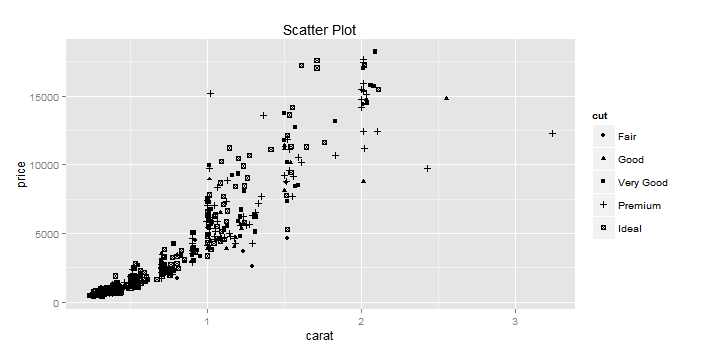 Scatter Plot
price
15000
10000
5000
0
1
2
3
carat
cut
Fair
Good
Very Good
Premium
Ideal